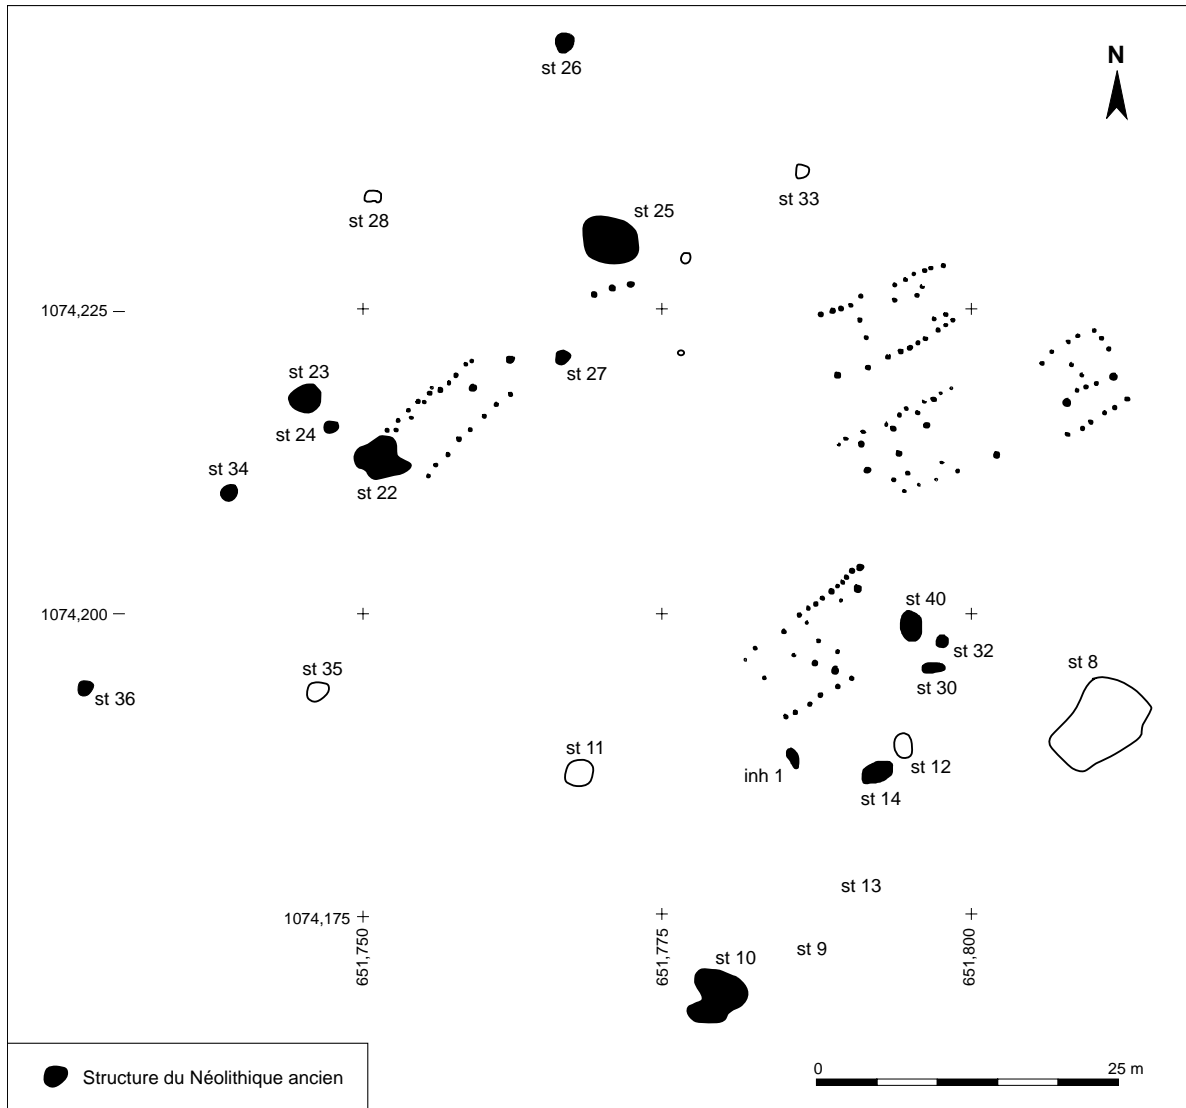 st 26
N
st 33
st 28
st 25
1074,225
st 23
st 27
st 24
st 34
st 22
1074,200
st 40
st 32
st 8
st 35
st 30
st 36
st 11
st 12
inh 1
st 14
st 13
1074,175
651,750
651,775
651,800
st 9
st 10
0
25 m
Structure du Néolithique ancien